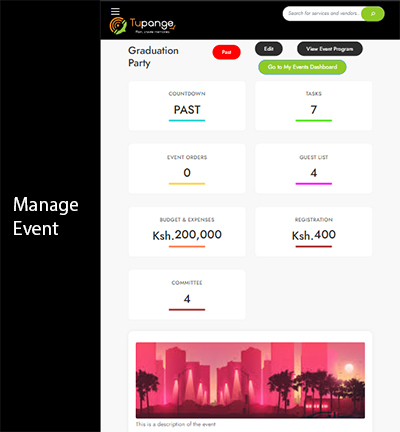 Tupange
Plan, create memories
Search for services and vendors...
Graduation
Party
Past
Edit
View Event Program
Go to My Events Dashboard
COUNTDOWN
PAST
TASKS
7
EVENT ORDERS
0
GUEST LIST
4
BUDGET & EXPENSES
Ksh.200,000
REGISTRATION
Ksh.400
COMMITTEE
4
Manage
Event
This is a description of the event